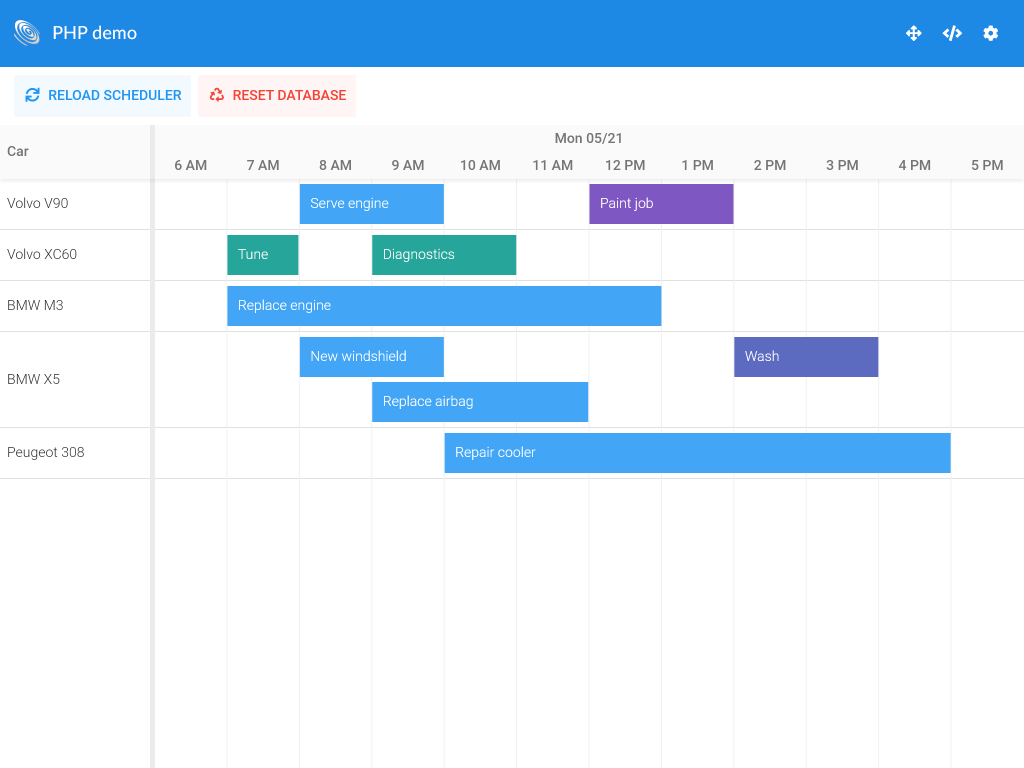 PHP demo
RELOAD SCHEDULER RESET DATABASE
Car
Mon 05/21
6 AM 7 AM 8 AM 9 AM 10 AM 11 AM 12 PM 1 PM 2 PM 3 PM 4 PM 5 PM
Volvo V90 Serve engine Paint job
Volvo XC60 Tune Diagnostics
BMW M3 Replace engine
BMW X5 New windshield Wash
Replace airbag
Peugeot 308 Repair cooler